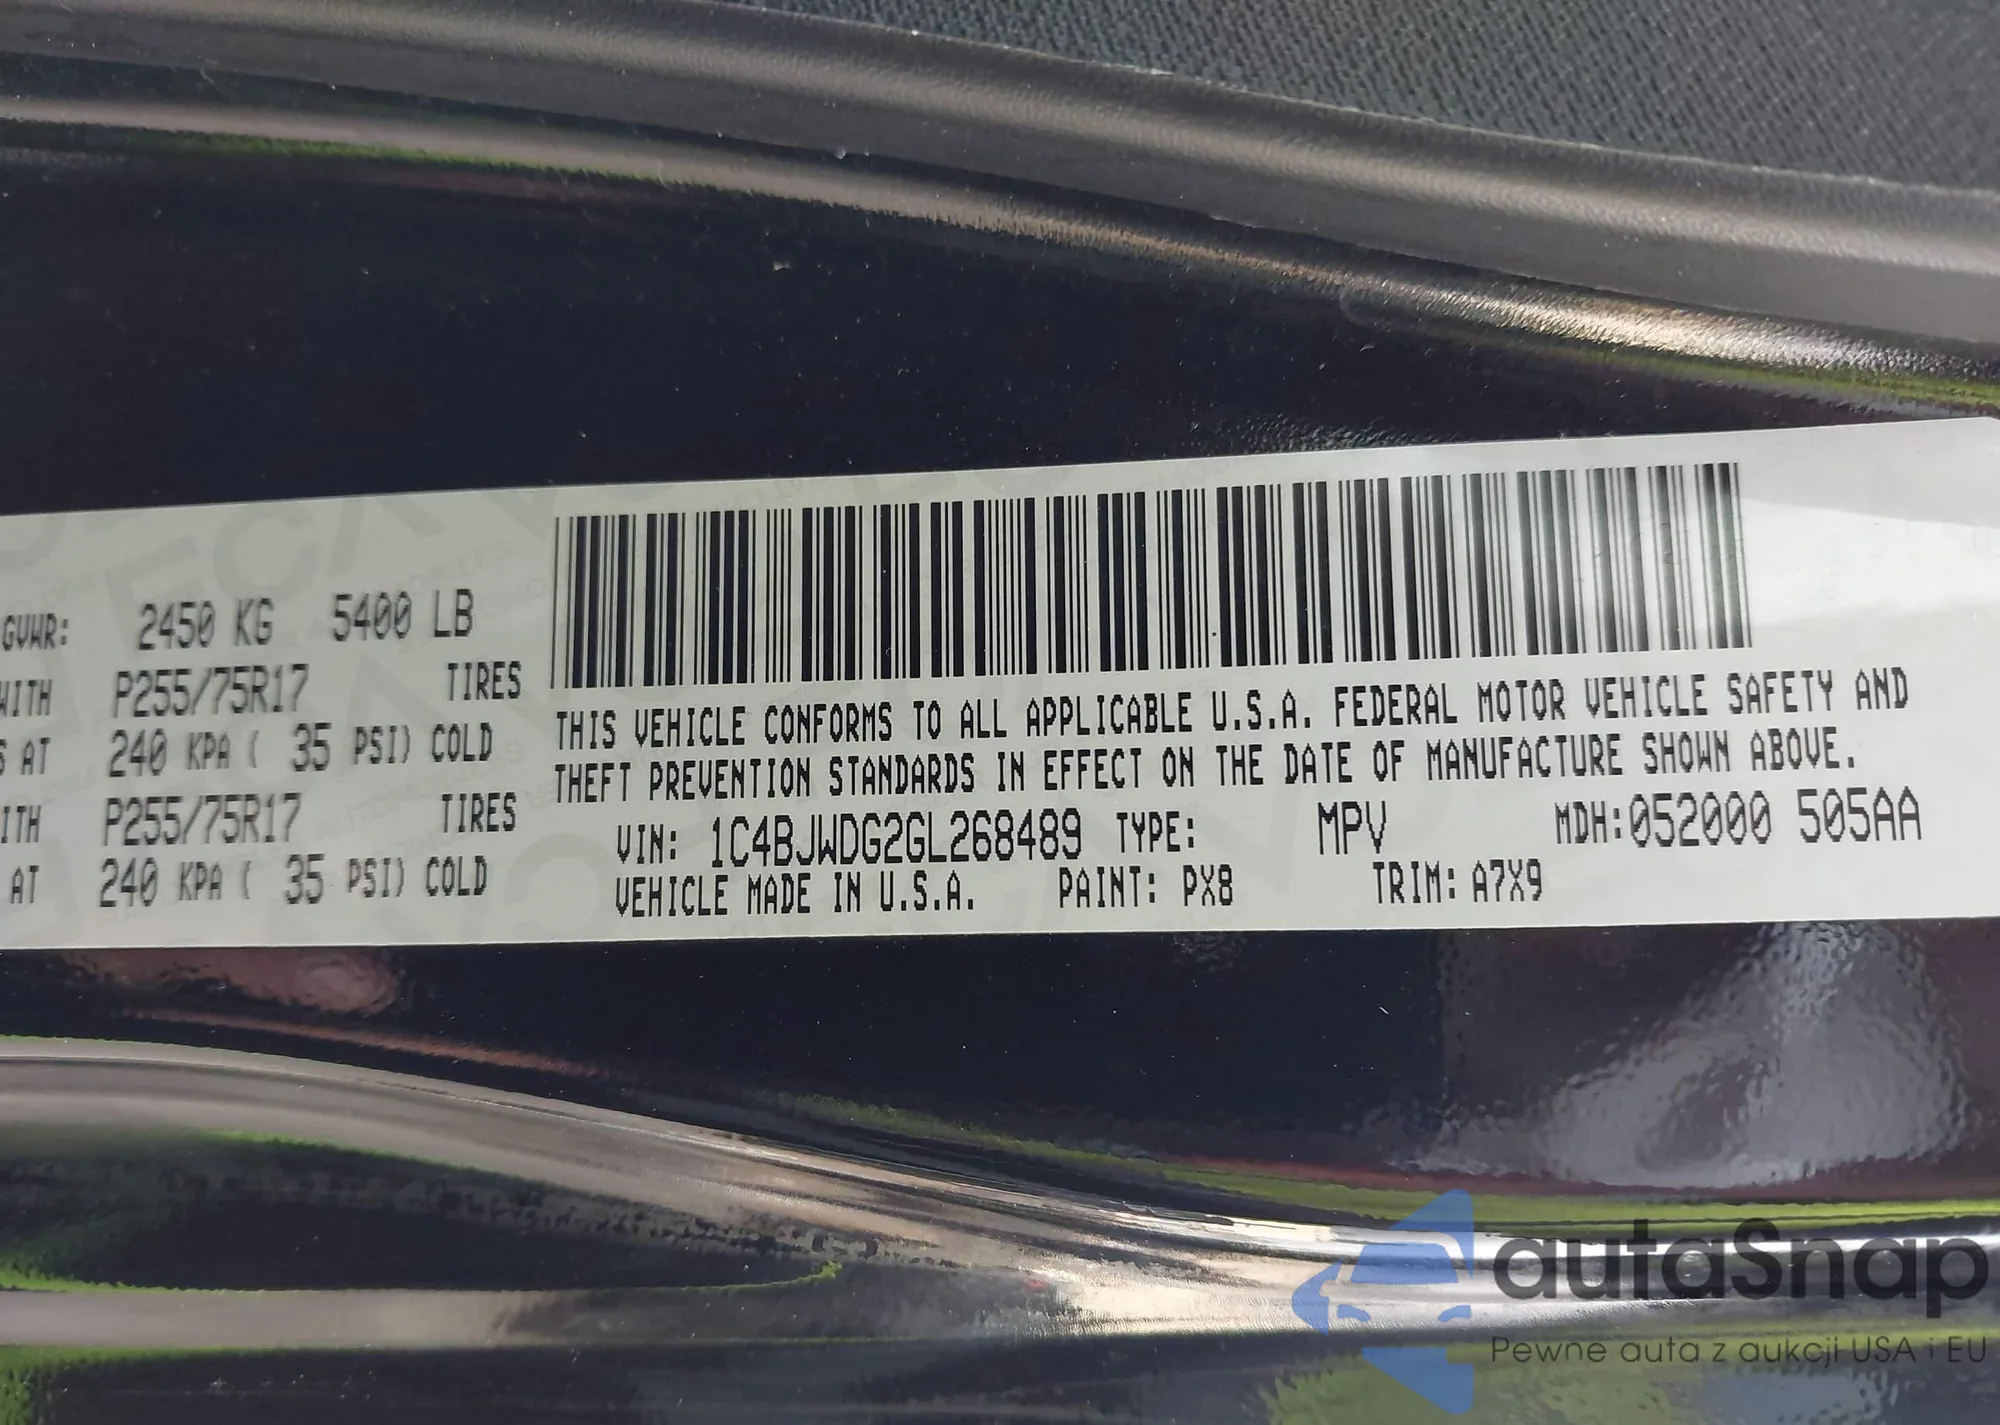 GVWR: 2450 KG 5400 LB
WITH P255/75R17 TIRES
S AT 240 KPA ( 35 PSI) COLD
ITH P255/75R17 TIRES
AT 240 KPA ( 35 PSI) COLD
THIS VEHICLE CONFORMS TO ALL APPLICABLE U.S.A. FEDERAL MOTOR VEHICLE SAFETY AND
THEFT PREVENTION STANDARDS IN EFFECT ON THE DATE OF MANUFACTURE SHOWN ABOVE.
VIN: 1C4BJWDG2GL268489 TYPE: MPV MDH:052000 505AA
VEHICLE MADE IN U.S.A. PAINT: PX8 TRIM: A7X9
autaSnap
Pewne auta z aukcji USA i EU